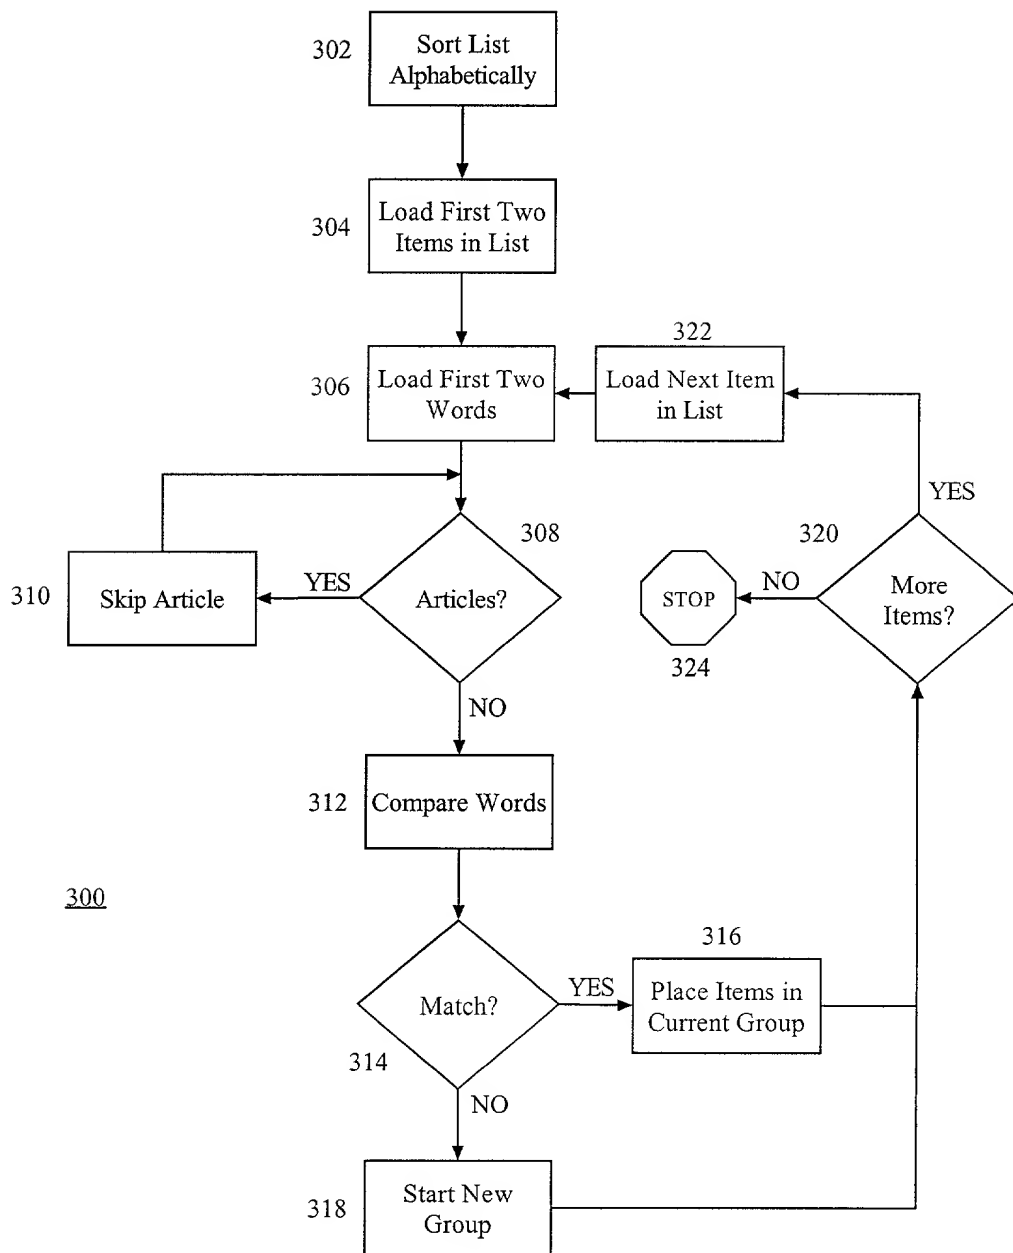 302
Sort List
Alphabetically
304
Load First Two
Items in List
322
306
Load First Two
Words
Load Next Item
in List
YES
308
320
310
Skip Article
YES
Articles?
STOP
NO
More
Items?
324
NO
312
Compare Words
300
316
Match?
YES
Place Items in
Current Group
314
NO
318
Start New
Group